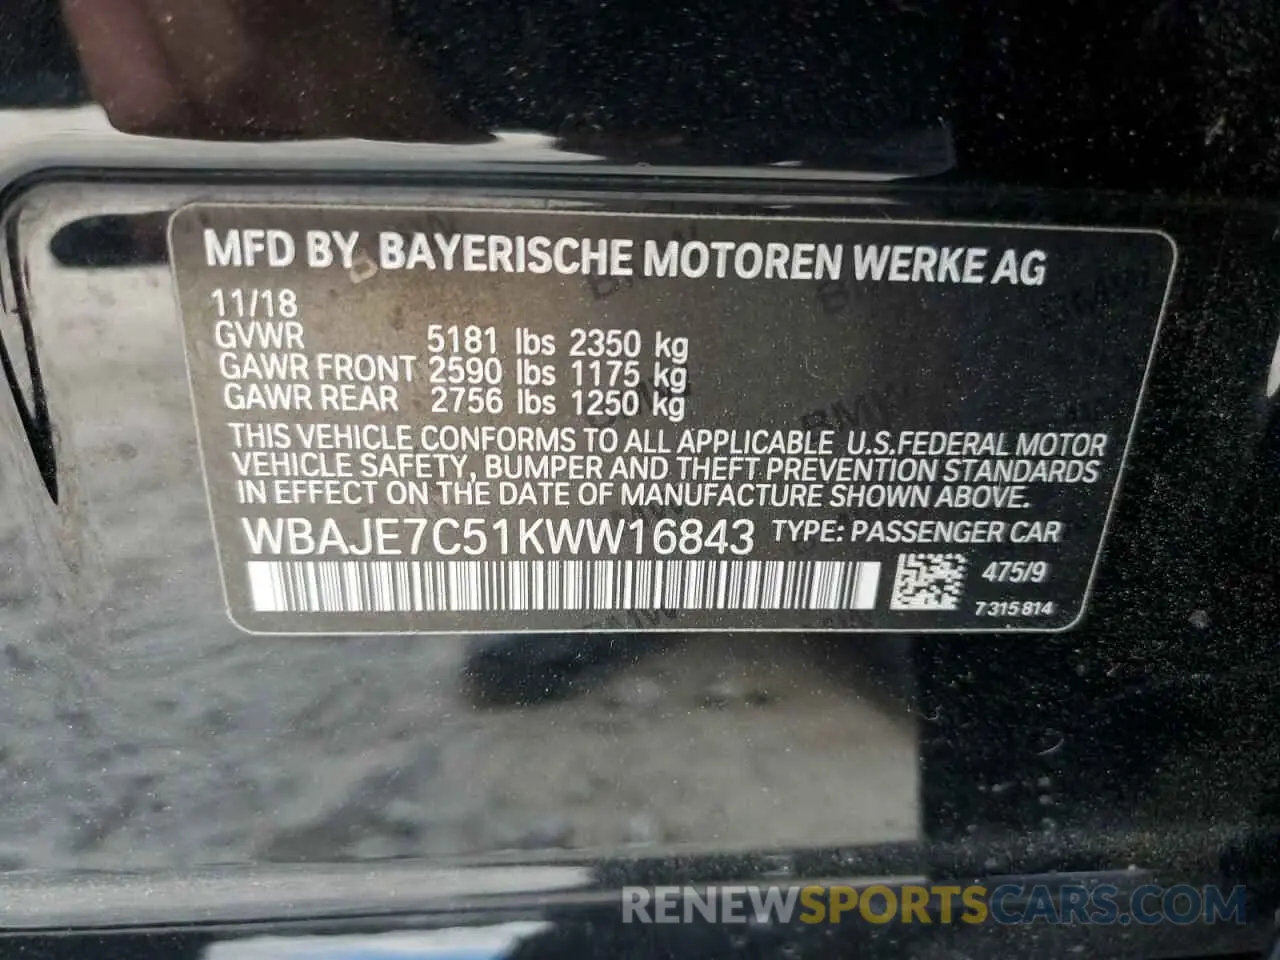 MFD BY BAYERISCHE MOTOREN WERKE AG
11/18
GVWR 5181 lbs 2350 kg
GAWR FRONT 2590 lbs 1175 kg
GAWR REAR 2756 lbs 1250 kg
THIS VEHICLE CONFORMS TO ALL APPLICABLE U.S.FEDERAL MOTOR
VEHICLE SAFETY, BUMPER AND THEFT PREVENTION STANDARDS
IN EFFECT ON THE DATE OF MANUFACTURE SHOWN ABOVE.
WBAJE7C51KWW16843 TYPE: PASSENGER CAR
475/9
7315814
RENEWSPORTSCARS.COM